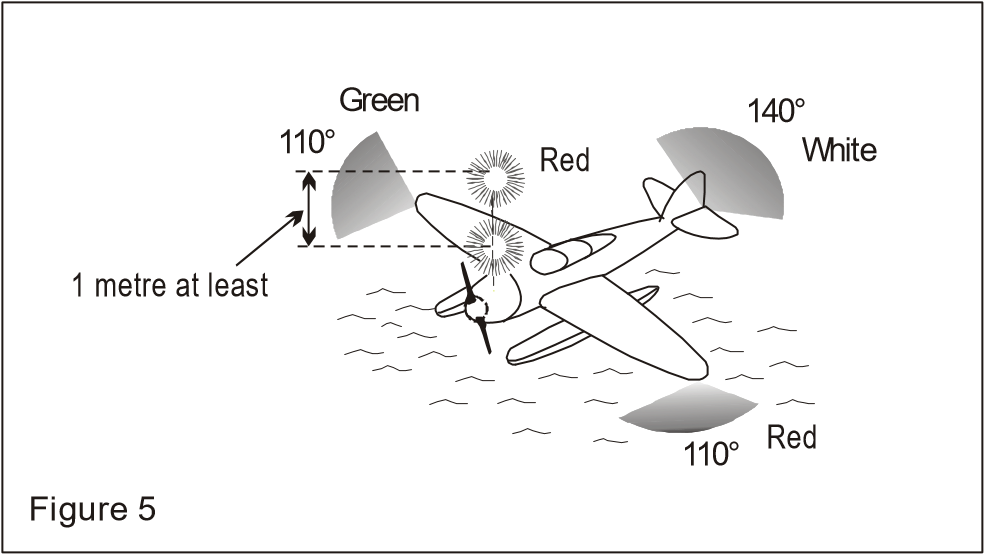 Green
110°
Red
140°
White
1 metre at least
110°
Red
Figure 5